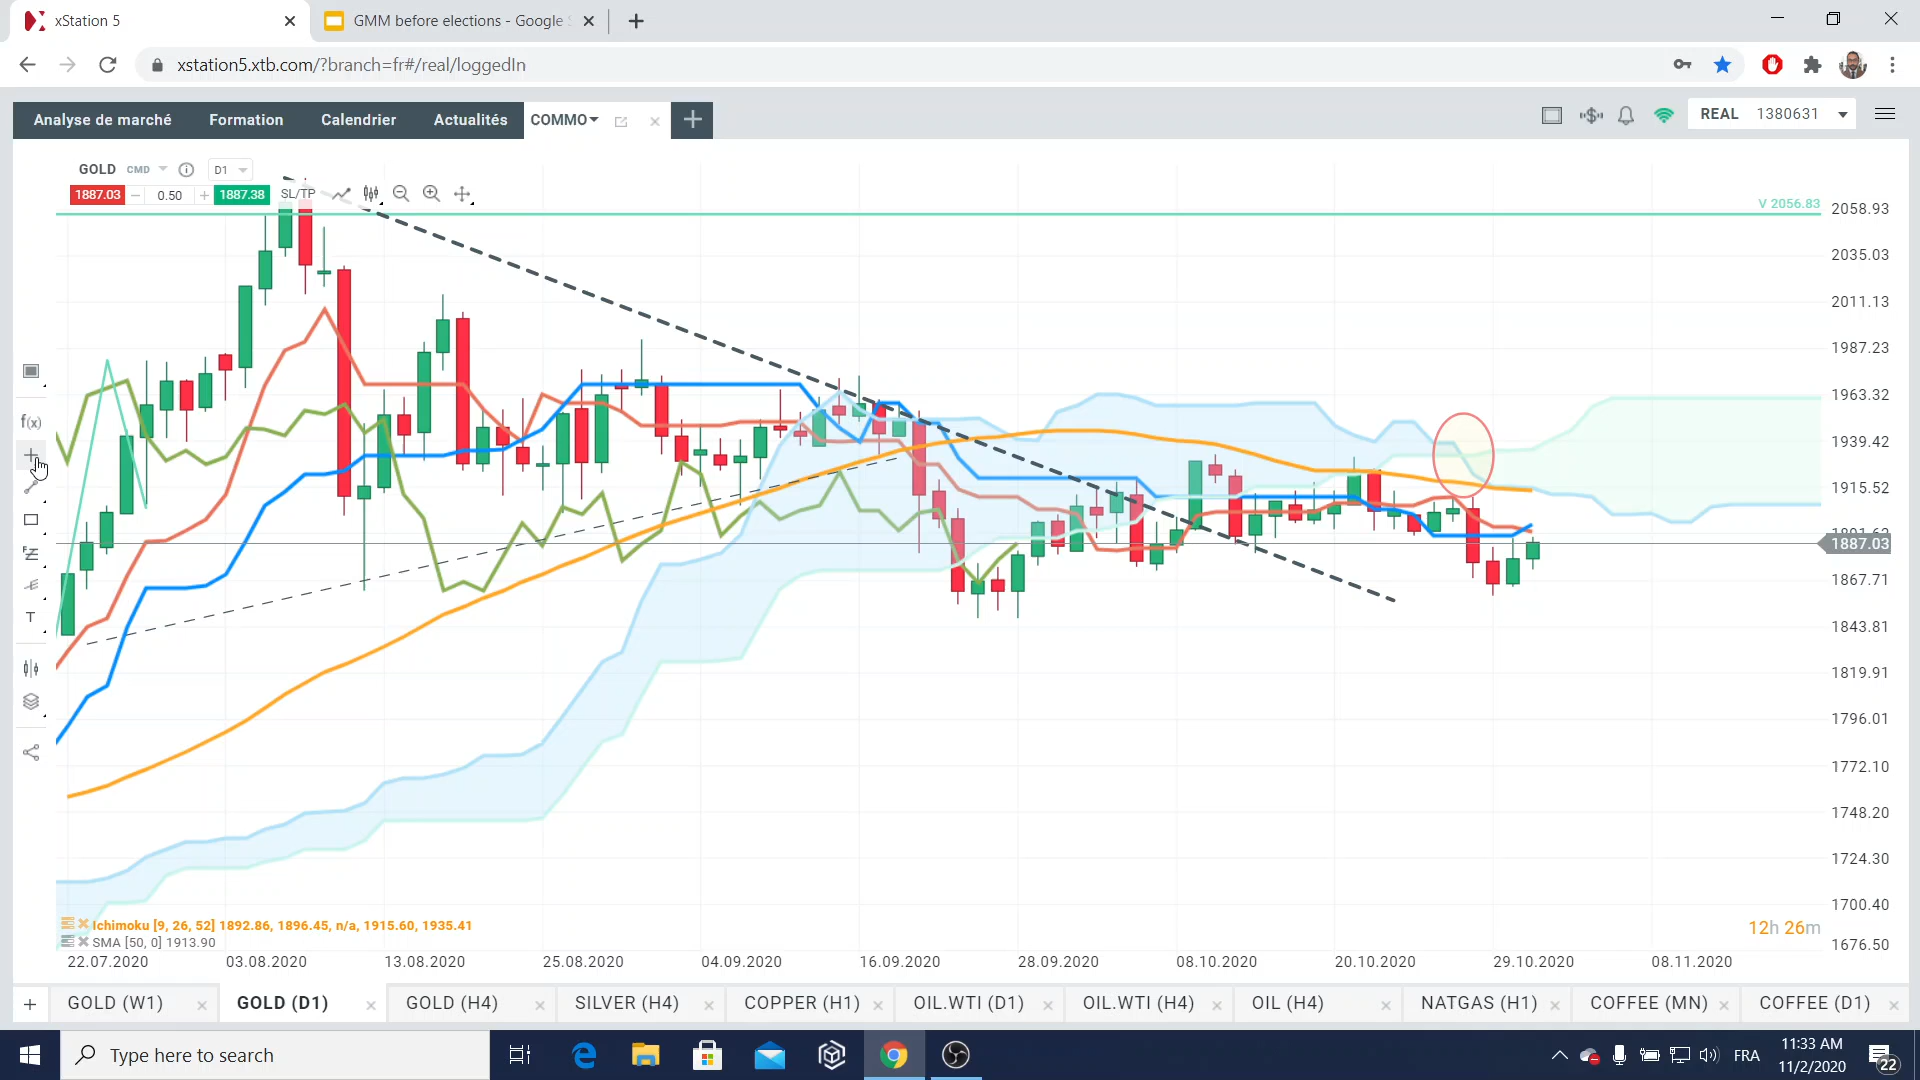 xStation 5
GMM before elections - Google
xstation5.xtb.com/?branch=fr#/real/loggedIn
Analyse de marché Formation Calendrier Actualités COMMO
REAL 1380631
GOLD CMD D1
1887.03 0.50 1887.38 SL/TP
V 2056.83
2058.93
2035.03
2011.13
1987.23
1963.32
1939.42
1915.52
1887.03
1867.71
1843.81
1819.91
1796.01
1772.10
1748.20
1724.30
1700.40
1676.50
f(x)
T
Ichimoku [9, 26, 52] 1892.86, 1896.45, n/a, 1915.60, 1935.41
SMA [50, 0] 1913.90
12h 26m
22.07.2020 03.08.2020 13.08.2020 25.08.2020 04.09.2020 16.09.2020 28.09.2020 08.10.2020 20.10.2020 29.10.2020 08.11.2020
GOLD (W1) GOLD (D1) GOLD (H4) SILVER (H4) COPPER (H1) OIL.WTI (D1) OIL.WTI (H4) OIL (H4) NATGAS (H1) COFFEE (MN) COFFEE (D1)
Type here to search
FRA
11:33 AM
11/2/2020
22